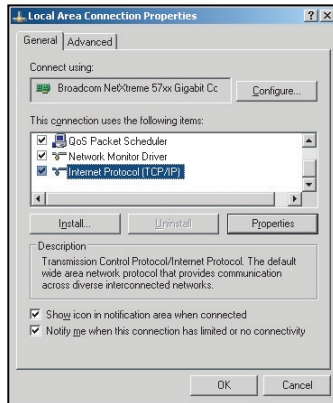 Local Area Connection Properties
General Advanced
Connect using:
Broadcom NetXtreme 57xx Gigabit Cc Configure...
This connection uses the following items:
QoS Packet Scheduler
Network Monitor Driver
Internet Protocol (TCP/IP)
Install... Uninstall Properties
Description
Transmission Control Protocol/Internet Protocol. The default
wide area network protocol that provides communication
across diverse interconnected networks.
Show icon in notification area when connected
Notify me when this connection has limited or no connectivity
OK Cancel